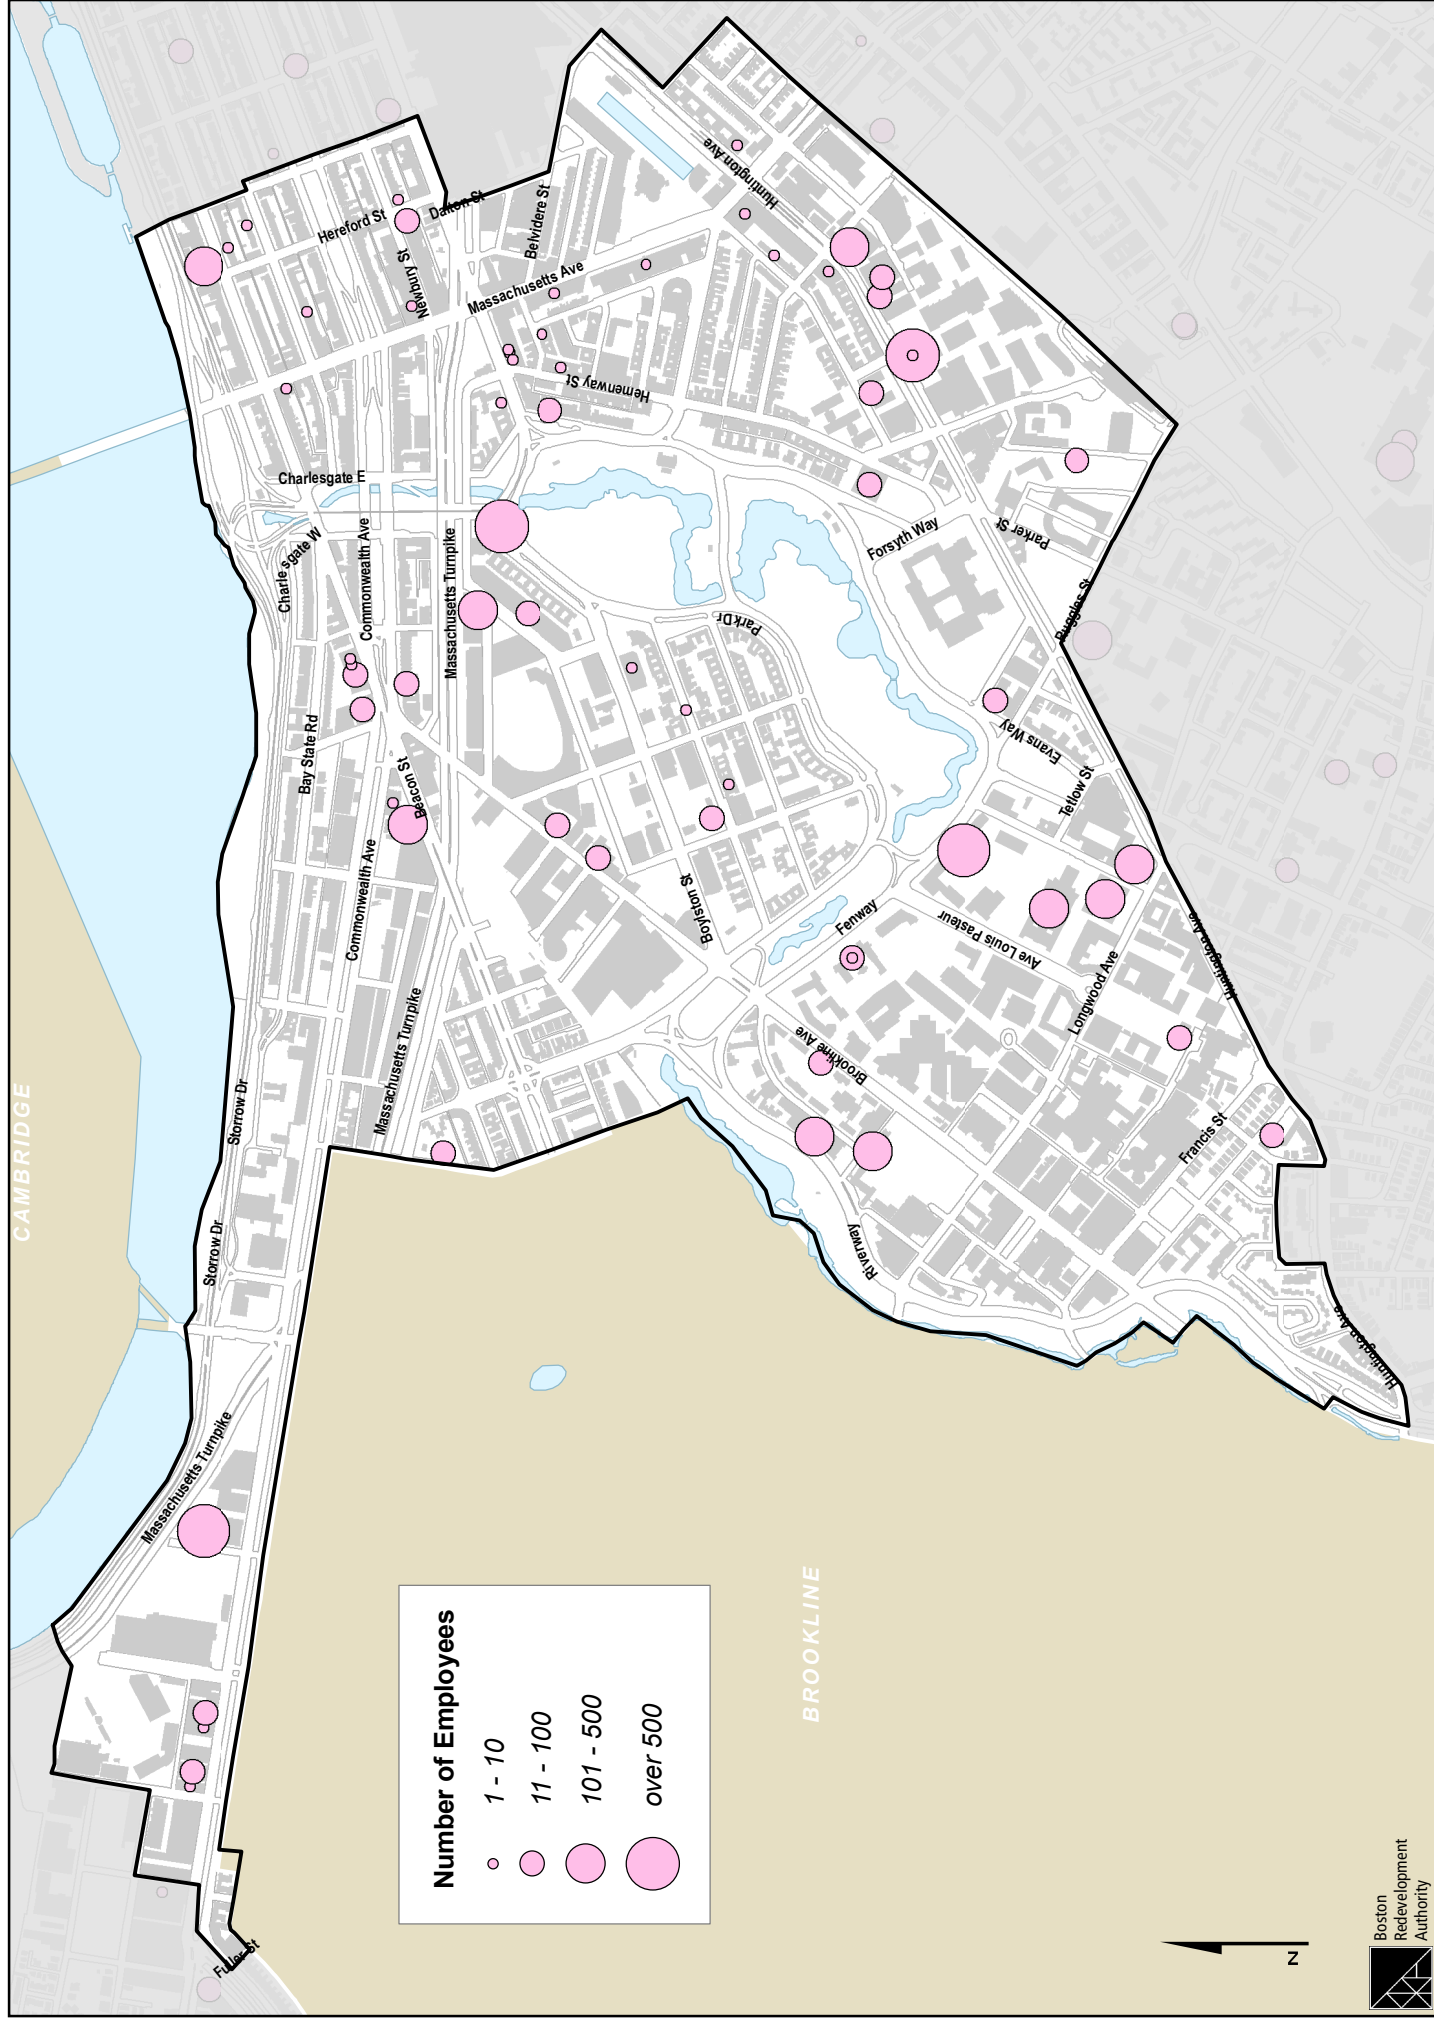 CAMBRIDGE
Storrow Dr
Storrow Dr
Massachusetts Turnpike
Bay State Rd
Charlesgate W
Charlesgate E
Commonwealth Ave
Commonwealth Ave
Beacon St
Massachusetts Turnpike
Massachusetts Turnpike
Hereford St
Newbury St
Dalton St
Belvidere St
Massachusetts Ave
Hemenway St
Huntington Ave
Park Dr
Boylston St
Forsyth Way
Parker St
Ruggles St
Evans Way
Tetlow St
Fenway
Ave Louis Pasteur
Longwood Ave
Huntington Ave
Brookline Ave
Riverway
Francis St
Huntington Ave
Fuller St
BROOKLINE
Number of Employees
1 - 10
11 - 100
101 - 500
over 500
N
Boston
Redevelopment
Authority